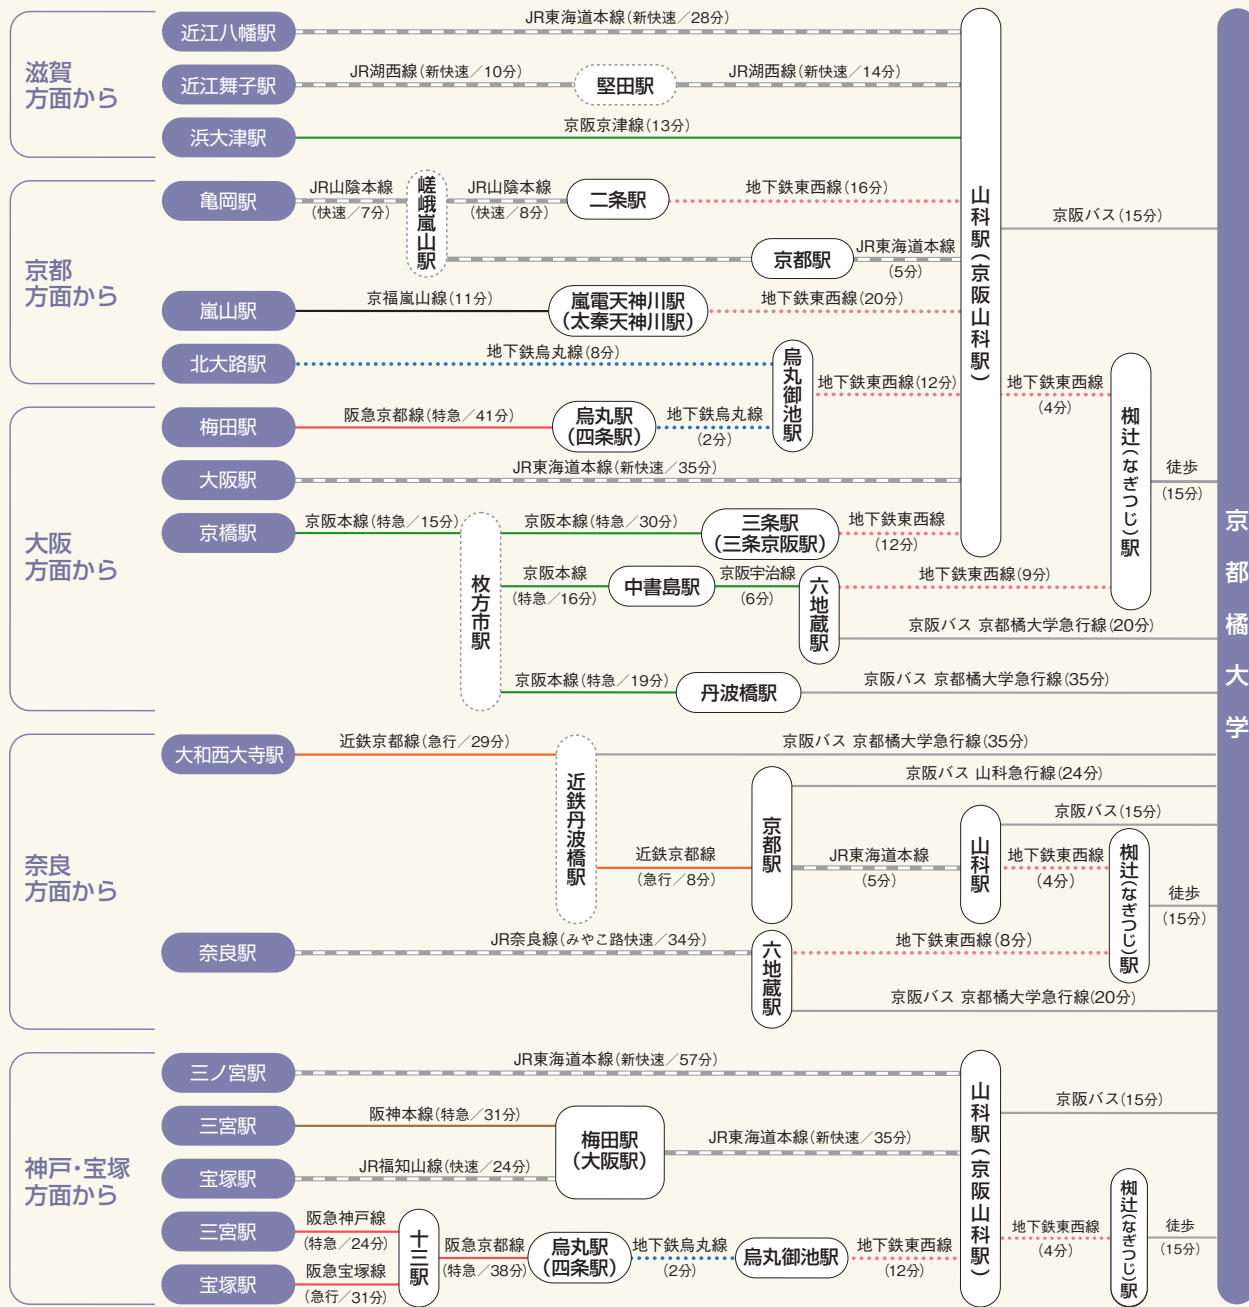 滋賀
方面から
近江八幡駅
JR東海道本線(新快速／28分)
近江舞子駅
JR湖西線(新快速／10分)
堅田駅
JR湖西線(新快速／14分)
浜大津駅
京阪京津線(13分)
京都
方面から
亀岡駅
JR山陰本線
(快速／7分)
嵯峨嵐山駅
JR山陰本線
(快速／8分)
二条駅
地下鉄東西線(16分)
京都駅
JR東海道本線
(5分)
嵐山駅
京福嵐山線(11分)
嵐電天神川駅
(太秦天神川駅)
地下鉄東西線(20分)
北大路駅
地下鉄烏丸線(8分)
烏丸御池駅
地下鉄東西線(12分)
山科駅(京阪山科駅)
京阪バス(15分)
地下鉄東西線
(4分)
椥辻(なぎつじ)駅
徒歩
(15分)
京都橘大学
大阪
方面から
梅田駅
阪急京都線(特急／41分)
烏丸駅
(四条駅)
地下鉄烏丸線
(2分)
大阪駅
JR東海道本線(新快速／35分)
京橋駅
京阪本線(特急／15分)
枚方市駅
京阪本線(特急／30分)
三条駅
(三条京阪駅)
地下鉄東西線
(12分)
京阪本線
(特急／16分)
中書島駅
京阪宇治線
(6分)
六地蔵駅
地下鉄東西線(9分)
京阪バス 京都橘大学急行線(20分)
京阪本線(特急／19分)
丹波橋駅
京阪バス 京都橘大学急行線(35分)
奈良
方面から
大和西大寺駅
近鉄京都線(急行／29分)
近鉄丹波橋駅
京阪バス 京都橘大学急行線(35分)
近鉄京都線
(急行／8分)
京都駅
京阪バス 山科急行線(24分)
JR東海道本線
(5分)
山科駅
京阪バス(15分)
地下鉄東西線
(4分)
椥辻(なぎつじ)駅
徒歩
(15分)
奈良駅
JR奈良線(みやこ路快速／34分)
六地蔵駅
地下鉄東西線(8分)
京阪バス 京都橘大学急行線(20分)
神戸・宝塚
方面から
三ノ宮駅
JR東海道本線(新快速／57分)
三宮駅
阪神本線(特急／31分)
宝塚駅
JR福知山線(快速／24分)
梅田駅
(大阪駅)
JR東海道本線(新快速／35分)
三宮駅
阪急神戸線
(特急／24分)
宝塚駅
阪急宝塚線
(急行／31分)
十三駅
阪急京都線
(特急／38分)
烏丸駅
(四条駅)
地下鉄烏丸線
(2分)
烏丸御池駅
地下鉄東西線
(12分)
山科駅(京阪山科駅)
京阪バス(15分)
地下鉄東西線
(4分)
椥辻(なぎつじ)駅
徒歩
(15分)